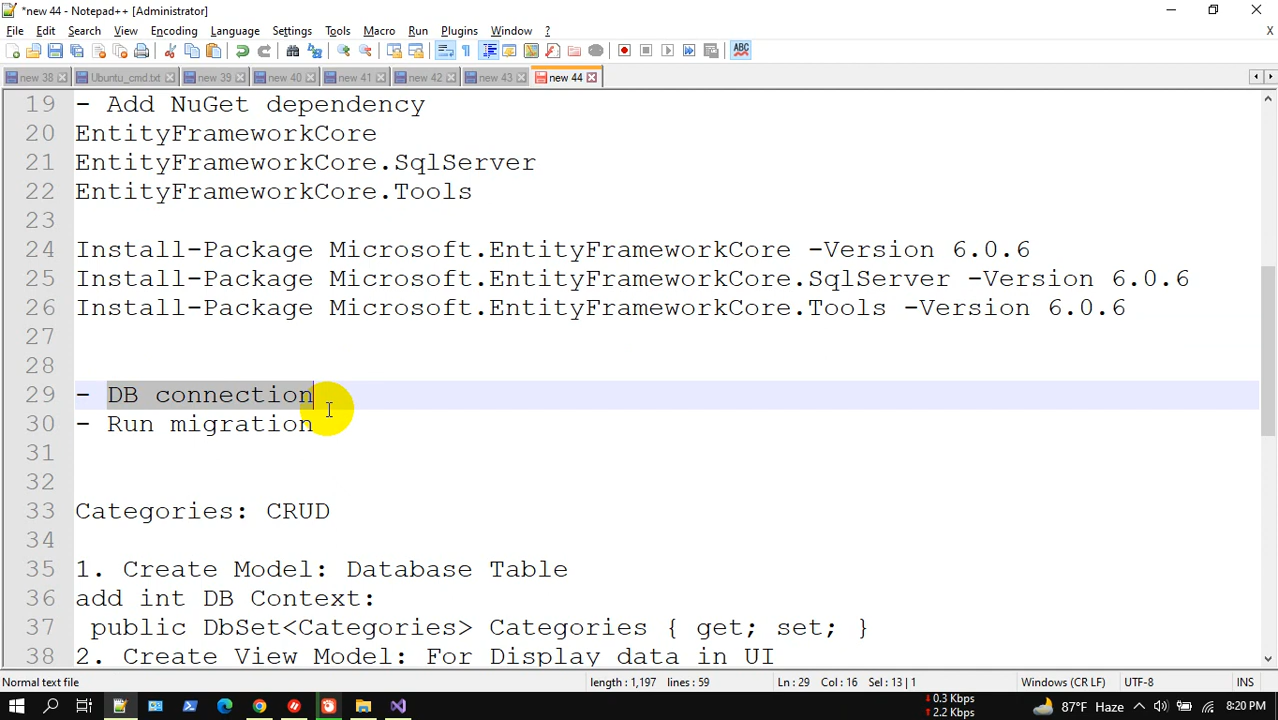 *new 44 - Notepad++ [Administrator]
File Edit Search View Encoding Language Settings Tools Macro Run Plugins Window ? X
new 38 Ubuntu_cmd.txt new 39 new 40 new 41 new 42 new 43 new 44
19 - Add NuGet dependency
20 EntityFrameworkCore
21 EntityFrameworkCore.SqlServer
22 EntityFrameworkCore.Tools
23
24 Install-Package Microsoft.EntityFrameworkCore -Version 6.0.6
25 Install-Package Microsoft.EntityFrameworkCore.SqlServer -Version 6.0.6
26 Install-Package Microsoft.EntityFrameworkCore.Tools -Version 6.0.6
27
28
29 - DB connection
30 - Run migration
31
32
33 Categories: CRUD
34
35 1. Create Model: Database Table
36 add int DB Context:
37 public DbSet<Categories> Categories { get; set; }
38 2. Create View Model: For Display data in UI
Normal text file length : 1,197 lines : 59 Ln : 29 Col : 16 Sel : 13 | 1 Windows (CR LF) UTF-8 INS
↓ 0.3 Kbps
↑ 2.2 Kbps
87°F Haze 8:20 PM